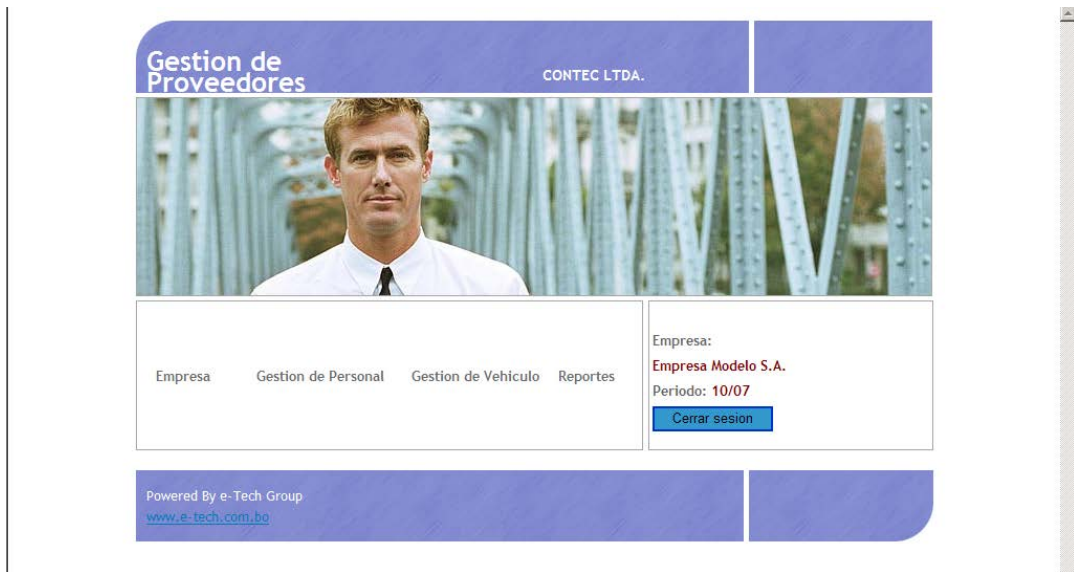 Gestion de
Proveedores
CONTEC LTDA.
Empresa Gestion de Personal Gestion de Vehiculo Reportes
Empresa:
Empresa Modelo S.A.
Periodo: 10/07
Cerrar sesion
Powered By e-Tech Group
www.e-tech.com.bo